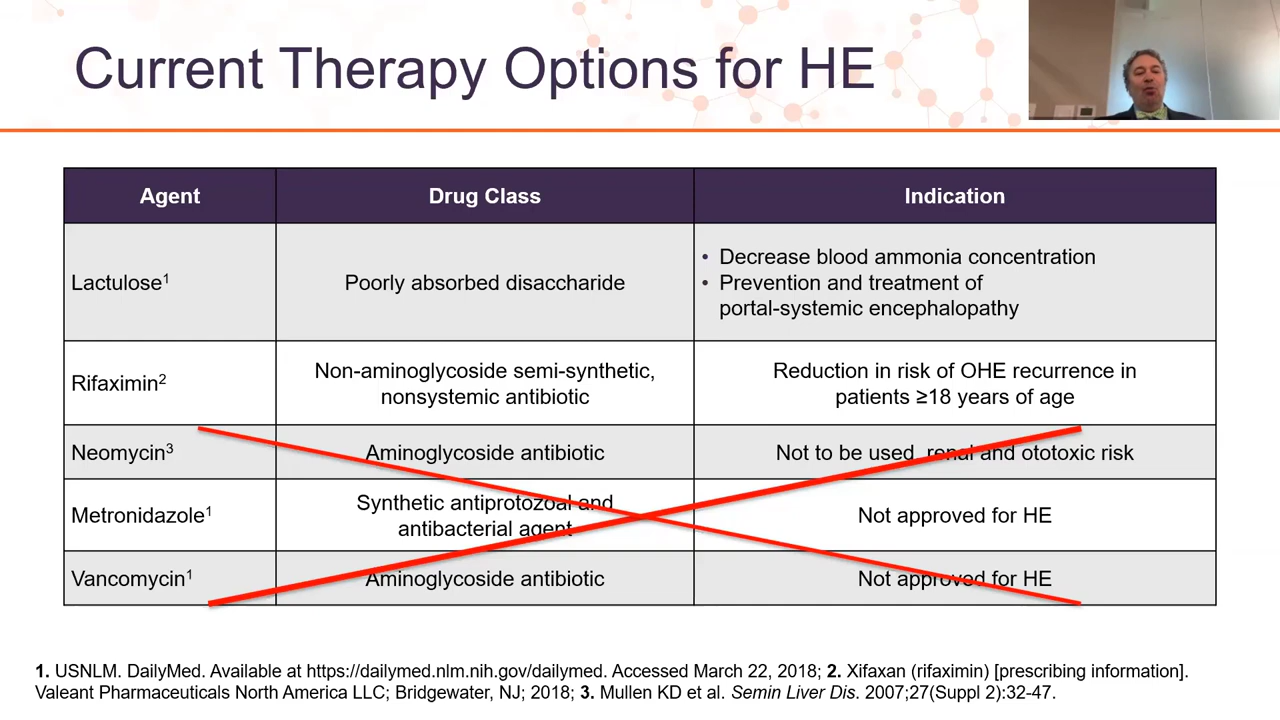 Current Therapy Options for HE
Agent
Drug Class
Indication
Lactulose¹
Poorly absorbed disaccharide
• Decrease blood ammonia concentration
• Prevention and treatment of
portal-systemic encephalopathy
Rifaximin²
Non-aminoglycoside semi-synthetic,
nonsystemic antibiotic
Reduction in risk of OHE recurrence in
patients ≥18 years of age
Neomycin³
Aminoglycoside antibiotic
Not to be used, renal and ototoxic risk
Metronidazole¹
Synthetic antiprotozoal and
antibacterial agent
Not approved for HE
Vancomycin¹
Aminoglycoside antibiotic
Not approved for HE
1. USNLM. DailyMed. Available at https://dailymed.nlm.nih.gov/dailymed. Accessed March 22, 2018; 2. Xifaxan (rifaximin) [prescribing information].
Valeant Pharmaceuticals North America LLC; Bridgewater, NJ; 2018; 3. Mullen KD et al. Semin Liver Dis. 2007;27(Suppl 2):32-47.